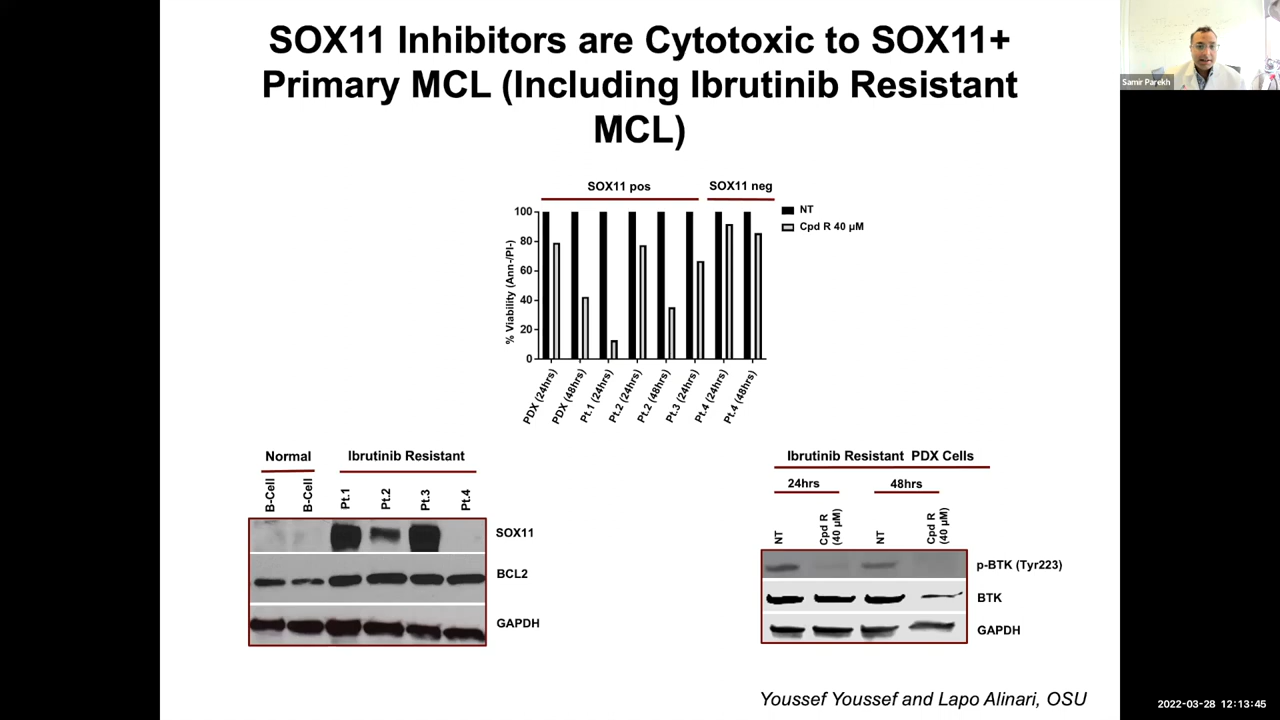 SOX11 Inhibitors are Cytotoxic to SOX11+
Primary MCL (Including Ibrutinib Resistant
MCL)
Samir Parekh
SOX11 pos
SOX11 neg
NT
Cpd R 40 µM
% Viability (Ann-/PI-)
100
80
60
40
20
0
PDX (24hrs)
PDX (48hrs)
Pt.1 (24hrs)
Pt.2 (24hrs)
Pt.2 (48hrs)
Pt.3 (24hrs)
Pt.4 (24hrs)
Pt.4 (48hrs)
Normal
Ibrutinib Resistant
B-Cell
B-Cell
Pt.1
Pt.2
Pt.3
Pt.4
SOX11
BCL2
GAPDH
Ibrutinib Resistant PDX Cells
24hrs
48hrs
NT
Cpd R
(40 µM)
NT
Cpd R
(40 µM)
p-BTK (Tyr223)
BTK
GAPDH
Youssef Youssef and Lapo Alinari, OSU
2022-03-28 12:13:45